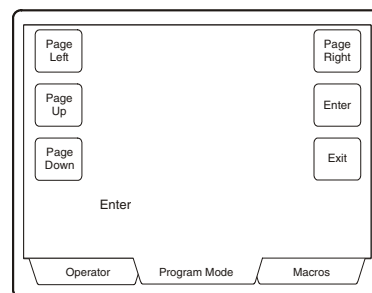 Page
Left
Page
Right
Page
Up
Enter
Page
Down
Exit
Enter
Operator
Program Mode
Macros